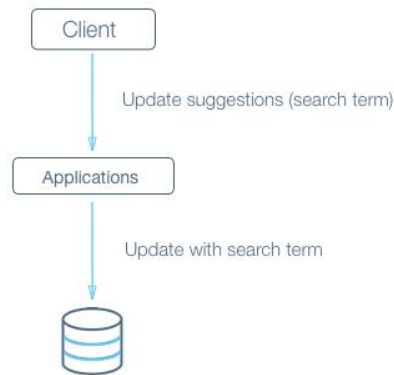 Client
Update suggestions (search term)
Applications
Update with search term